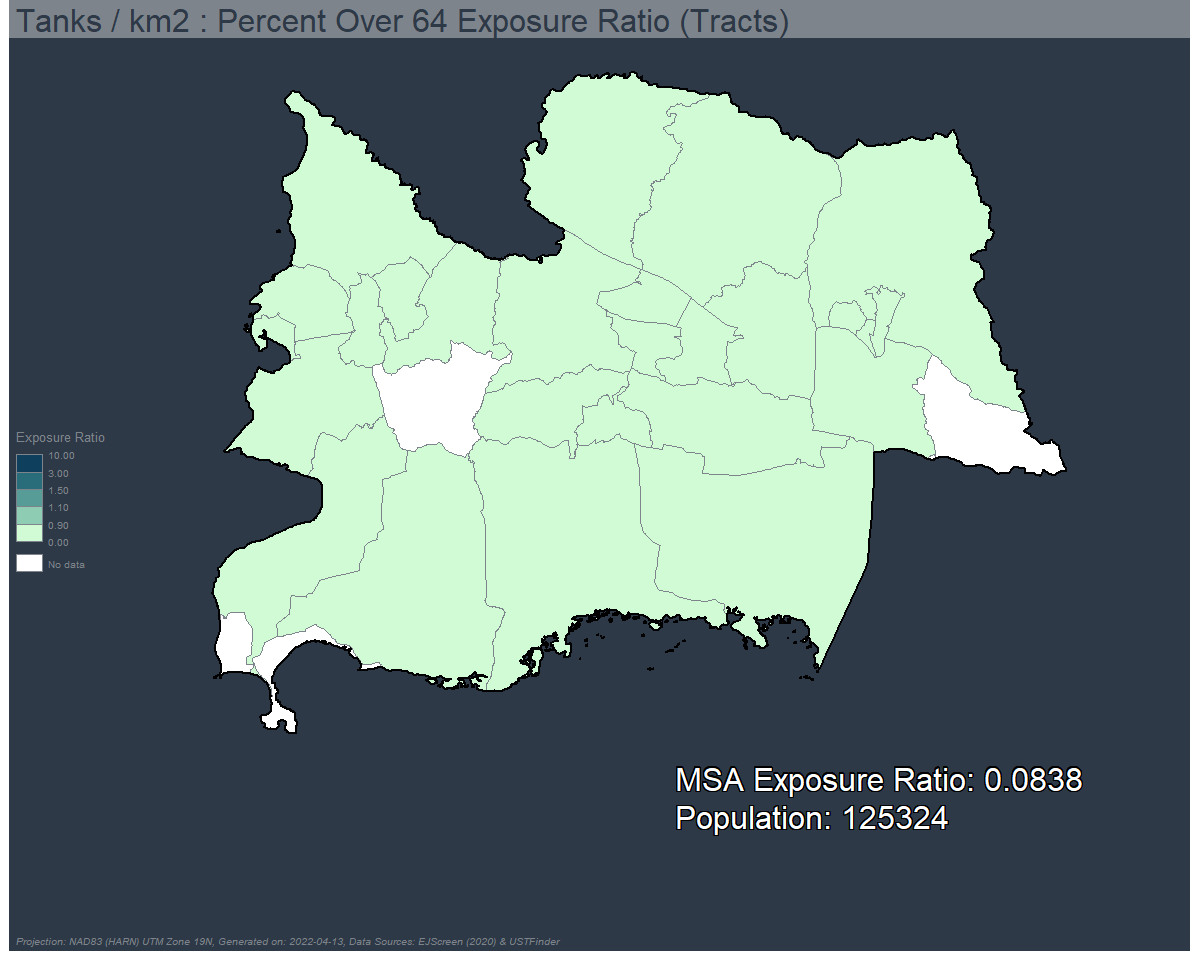 Tanks / km2 : Percent Over 64 Exposure Ratio (Tracts)
Exposure Ratio
10.00
3.00
1.50
1.10
0.90
0.00
No data
MSA Exposure Ratio: 0.0838
Population: 125324
Projection: NAD83 (HARN) UTM Zone 19N, Generated on: 2022-04-13, Data Sources: EJScreen (2020) & USTFinder